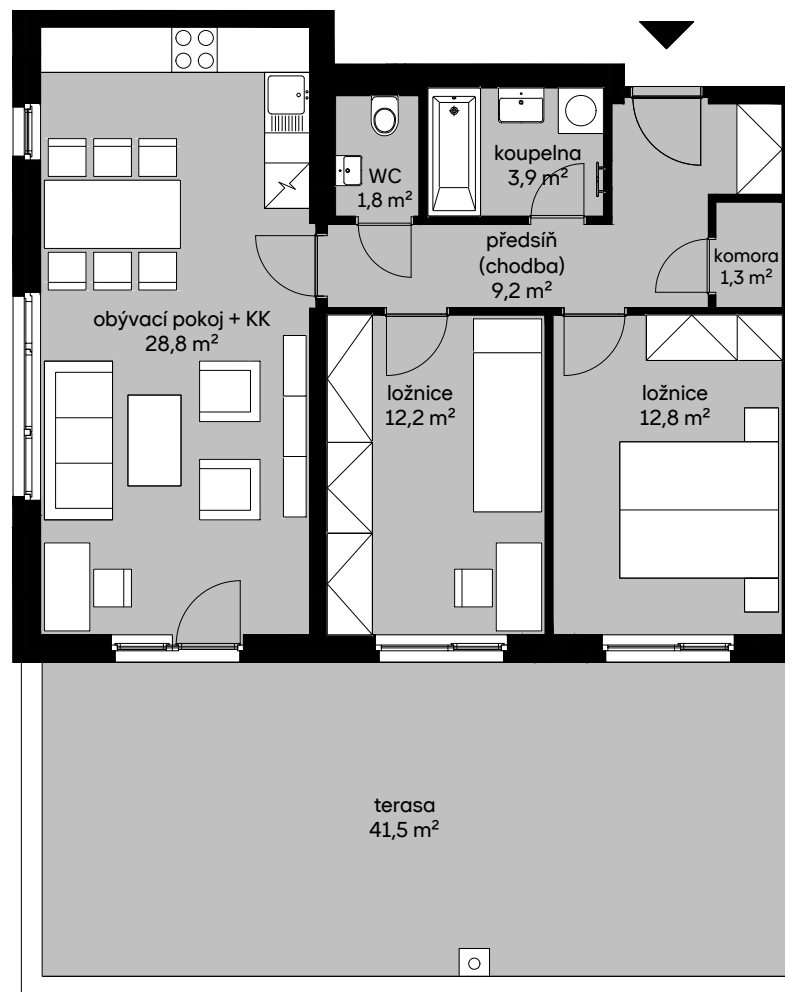 koupelna
3,9 m²
WC
1,8 m²
předsíň
(chodba)
9,2 m²
komora
1,3 m²
obývací pokoj + KK
28,8 m²
ložnice
12,2 m²
ložnice
12,8 m²
terasa
41,5 m²